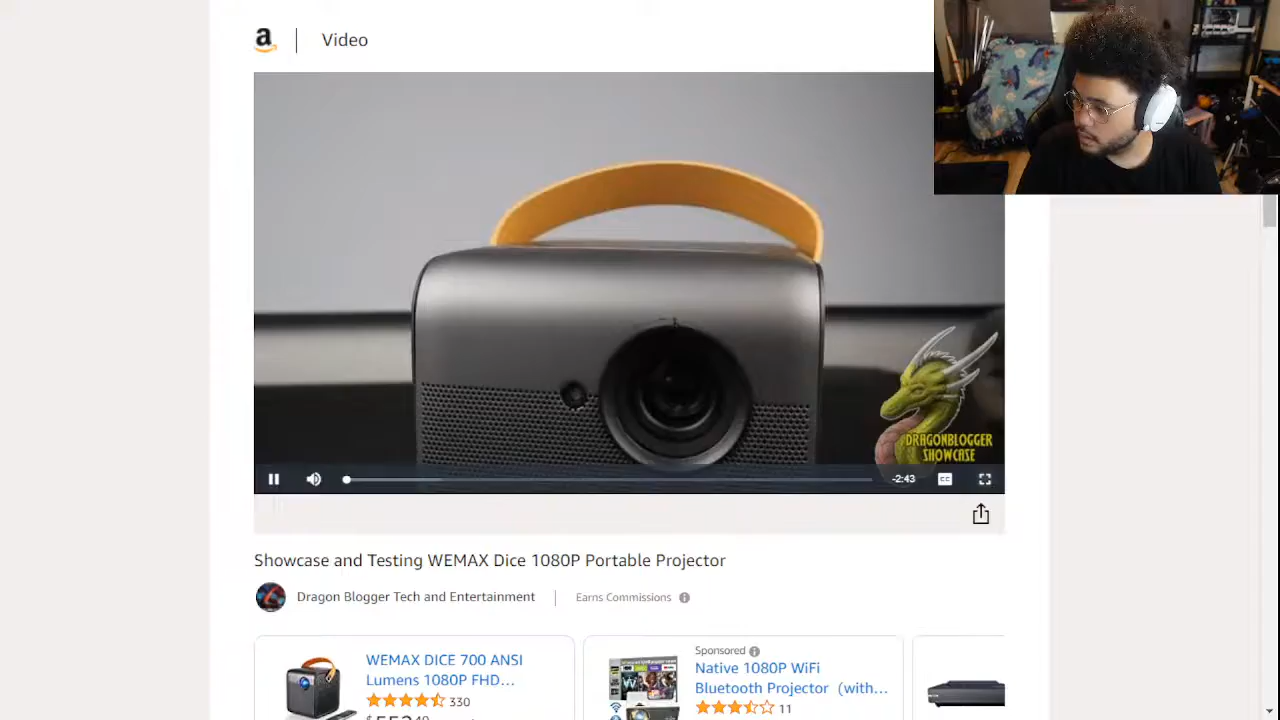 a
Video
DRAGONBLOGGER
SHOWCASE
-2:43
CC
Showcase and Testing WEMAX Dice 1080P Portable Projector
Dragon Blogger Tech and Entertainment
Earns Commissions
WEMAX DICE 700 ANSI
Lumens 1080P FHD...
330
Sponsored
Native 1080P WiFi
Bluetooth Projector (with...
11